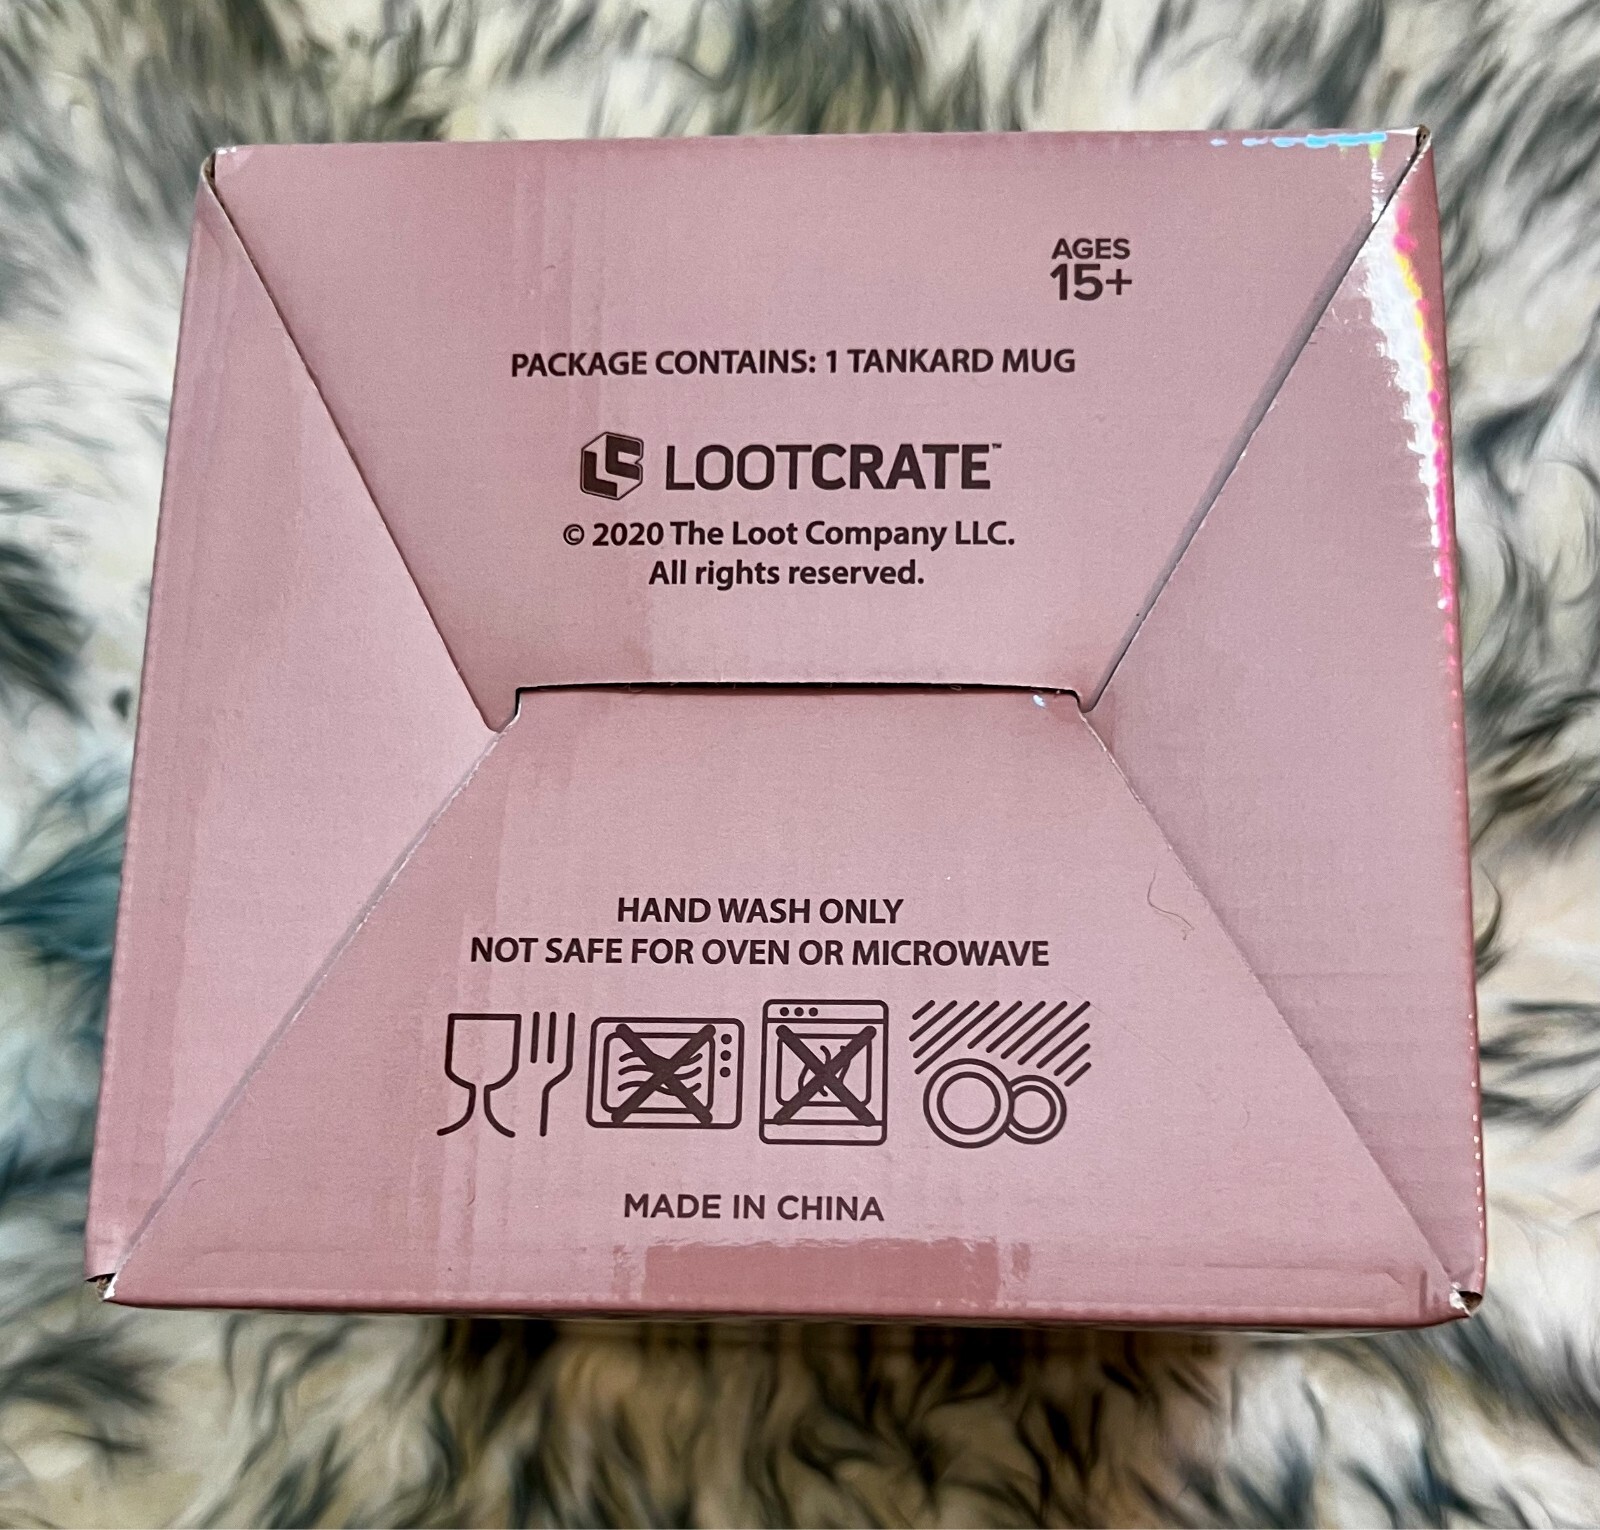 AGES
15+
PACKAGE CONTAINS: 1 TANKARD MUG
LOOTCRATE™
© 2020 The Loot Company LLC.
All rights reserved.
HAND WASH ONLY
NOT SAFE FOR OVEN OR MICROWAVE
MADE IN CHINA